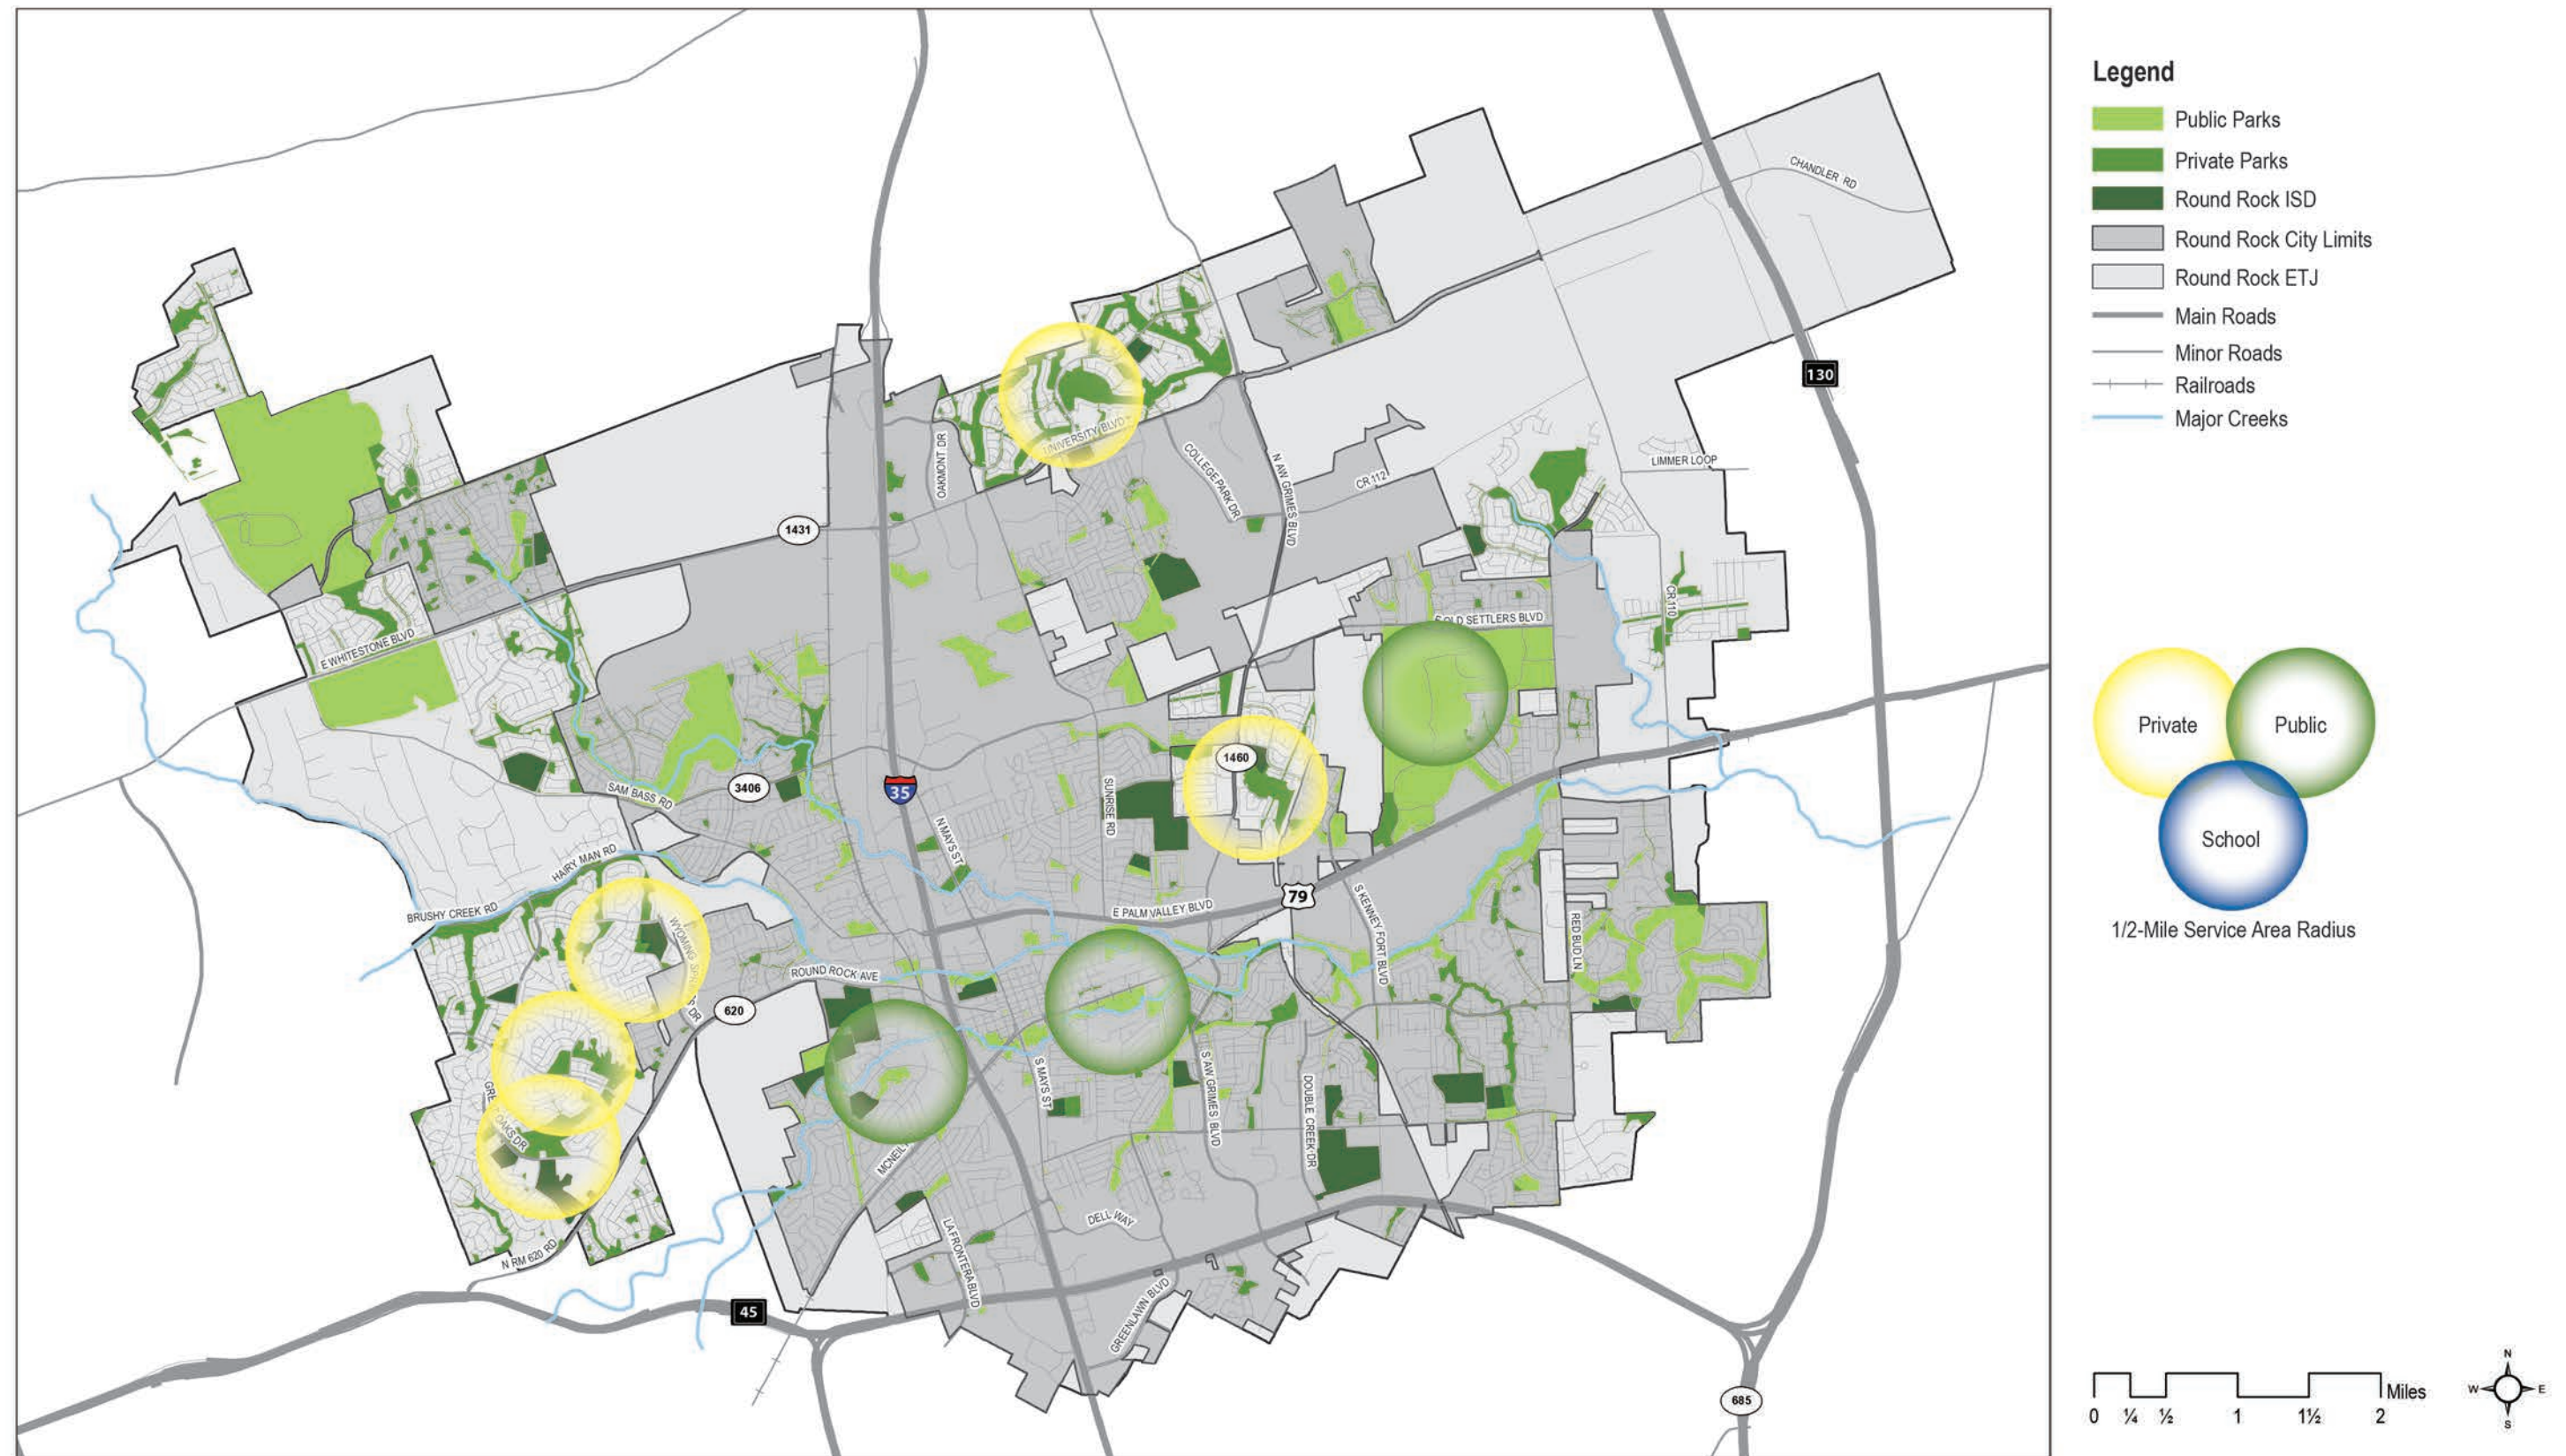 Legend
Public Parks
Private Parks
Round Rock ISD
Round Rock City Limits
Round Rock ETJ
Main Roads
Minor Roads
Railroads
Major Creeks
Private
Public
School
1/2-Mile Service Area Radius
Miles
0 ¼ ½ 1 1½ 2
N
W E
S
CHANDLER RD
130
UNIVERSITY BLVD
OAKMONT DR
COLLEGE PARK DR
N AW GRIMES BLVD
CR 112
LIMMER LOOP
1431
E OLD SETTLERS BLVD
CR 110
E WHITESTONE BLVD
1460
SAM BASS RD
3406
35
SUNRISE RD
N MAYS ST
HAIRY MAN RD
BRUSHY CREEK RD
79
E PALM VALLEY BLVD
S KENNEY FORT BLVD
RED BUD LN
WYOMING SPRINGS DR
ROUND ROCK AVE
620
S MAYS ST
S AW GRIMES BLVD
DOUBLE CREEK DR
OAKS DR
MCNEIL
DELL WAY
LA FRONTERA BLVD
N RM 620 RD
GREENLAWN BLVD
45
685